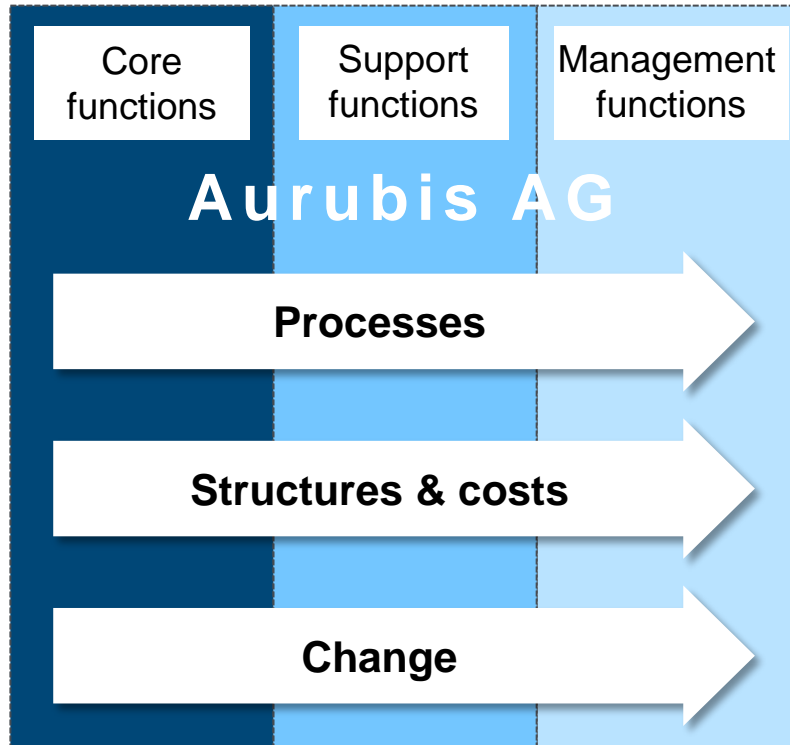 Core
functions
Support
functions
Management
functions
Aurubis AG
Processes
Structures & costs
Change